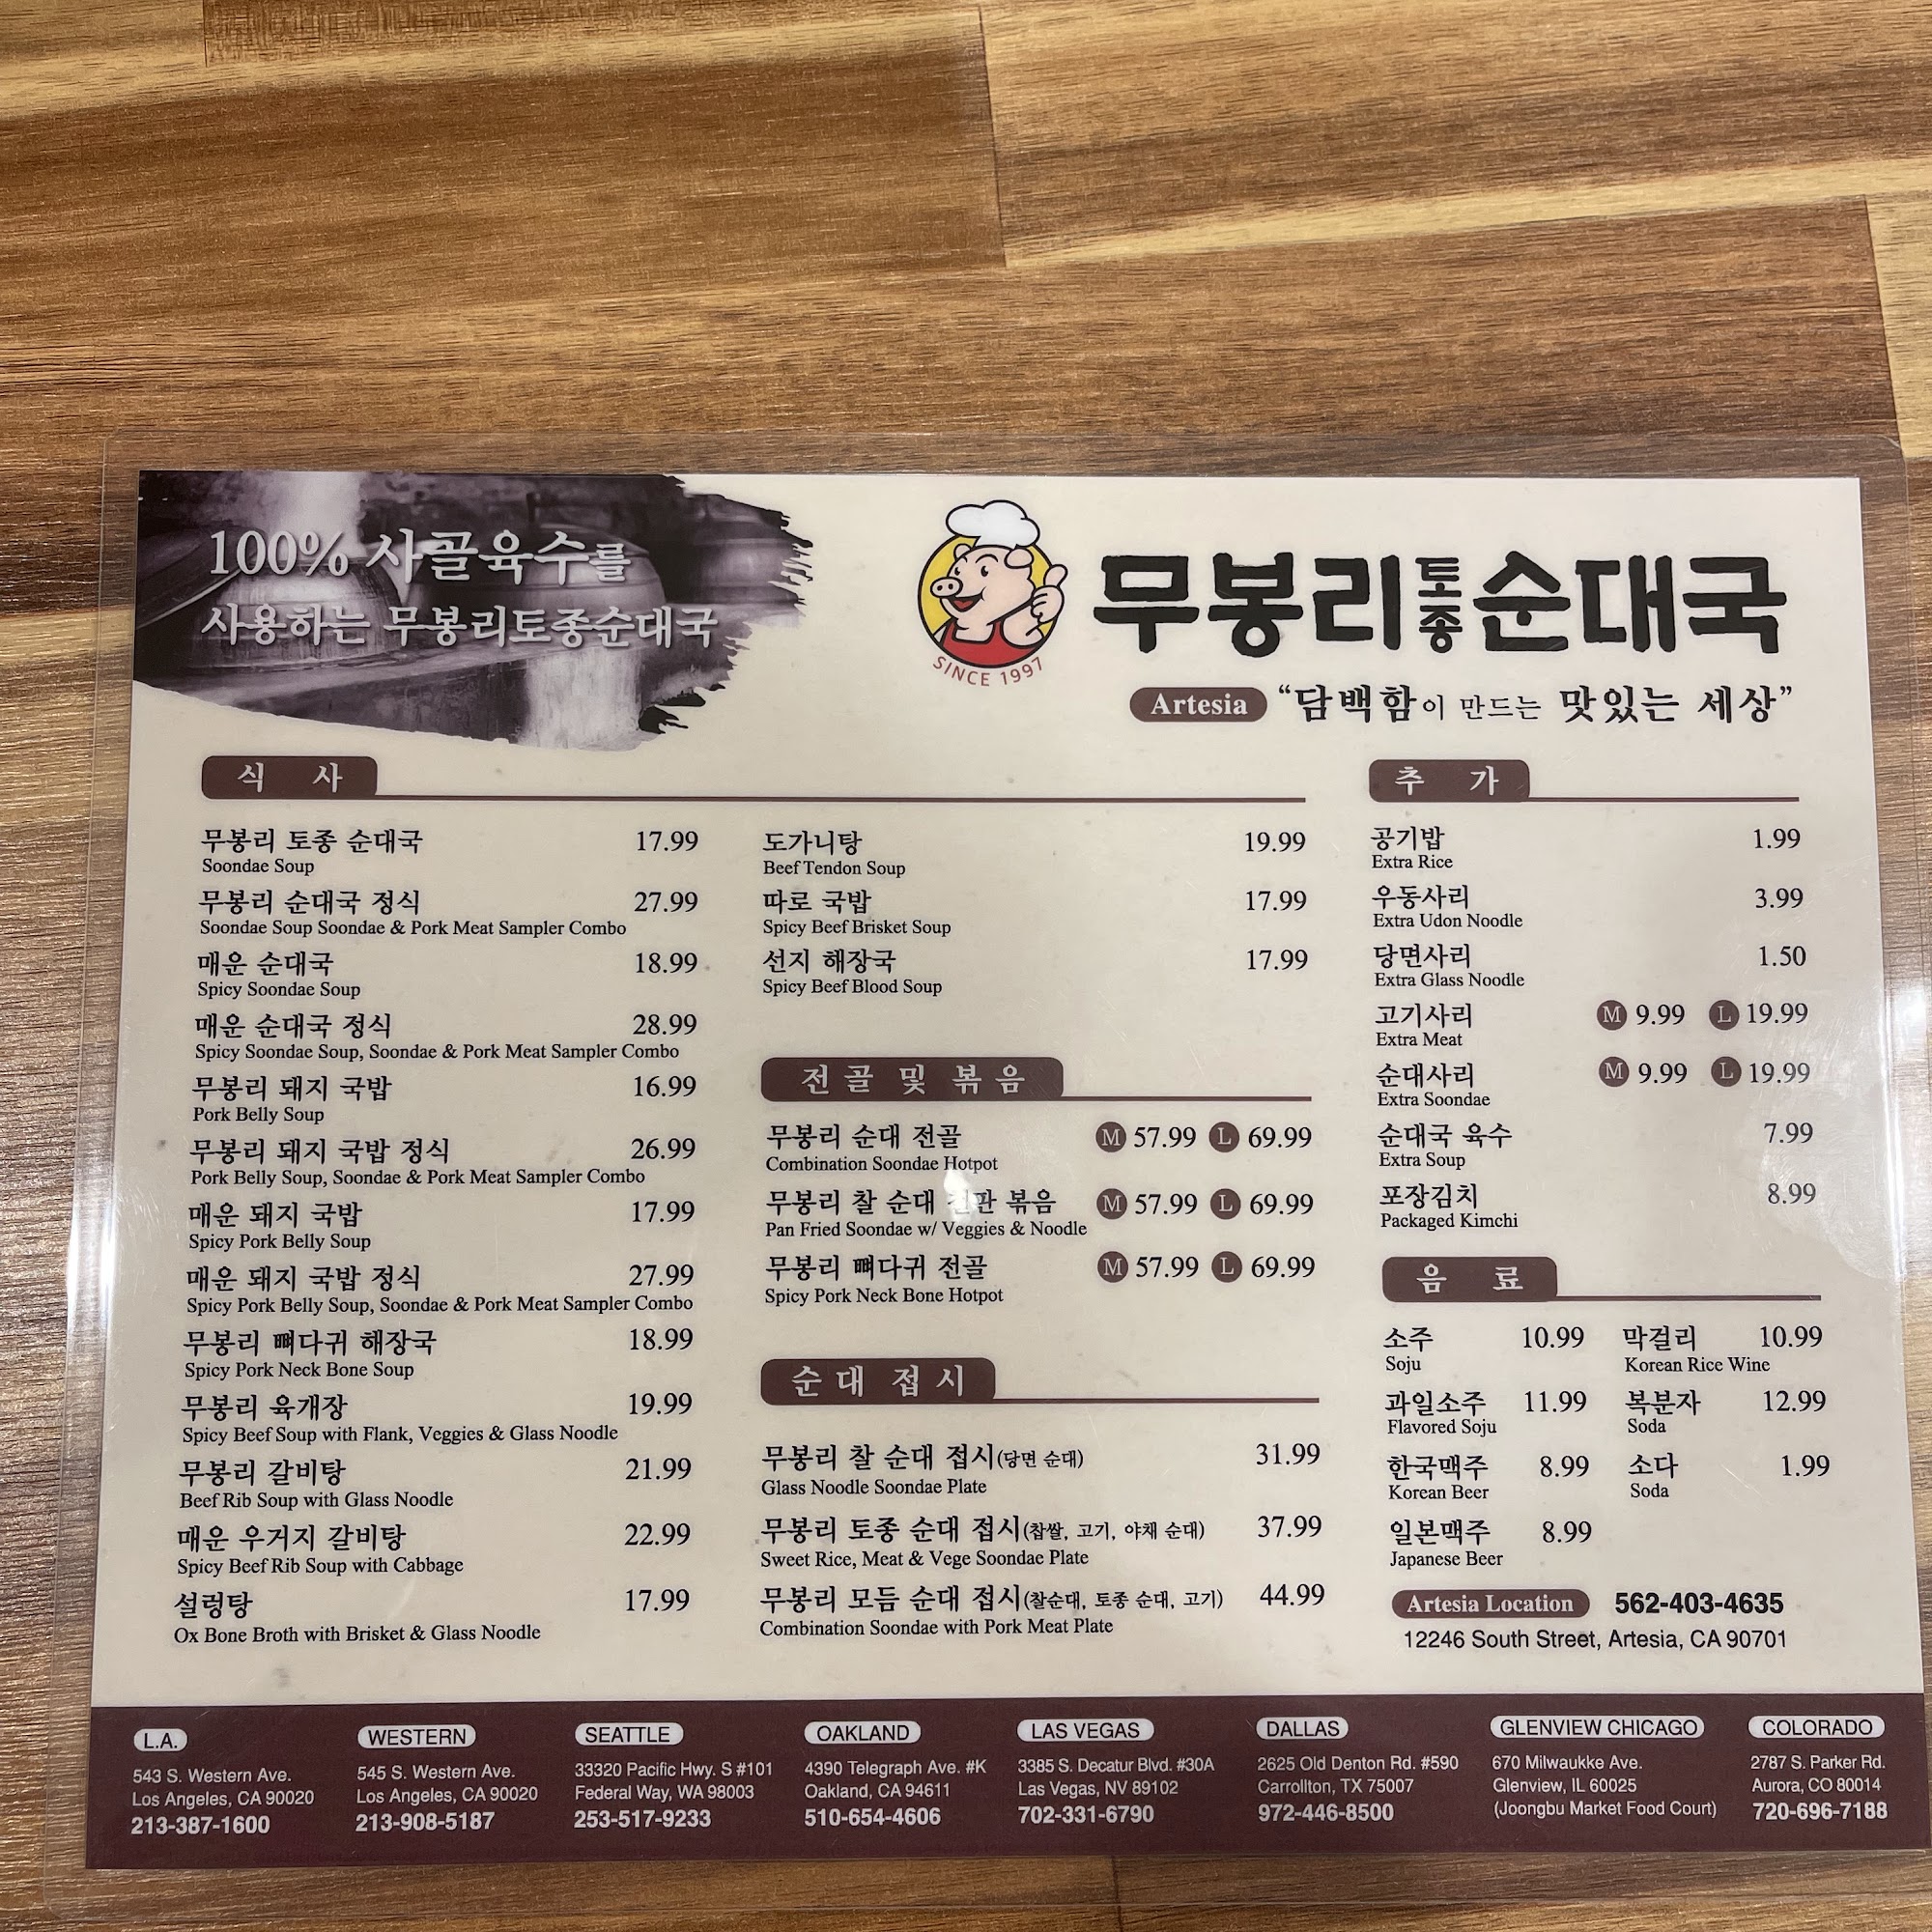 100% 사골육수를
사용하는 무봉리토종순대국
SINCE 1997
무봉리토종순대국
Artesia "담백함이 만드는 맛있는 세상"
식 사
무봉리 토종 순대국 17.99
Soondae Soup
무봉리 순대국 정식 27.99
Soondae Soup Soondae & Pork Meat Sampler Combo
매운 순대국 18.99
Spicy Soondae Soup
매운 순대국 정식 28.99
Spicy Soondae Soup, Soondae & Pork Meat Sampler Combo
무봉리 돼지 국밥 16.99
Pork Belly Soup
무봉리 돼지 국밥 정식 26.99
Pork Belly Soup, Soondae & Pork Meat Sampler Combo
매운 돼지 국밥 17.99
Spicy Pork Belly Soup
매운 돼지 국밥 정식 27.99
Spicy Pork Belly Soup, Soondae & Pork Meat Sampler Combo
무봉리 뼈다귀 해장국 18.99
Spicy Pork Neck Bone Soup
무봉리 육개장 19.99
Spicy Beef Soup with Flank, Veggies & Glass Noodle
무봉리 갈비탕 21.99
Beef Rib Soup with Glass Noodle
매운 우거지 갈비탕 22.99
Spicy Beef Rib Soup with Cabbage
설렁탕 17.99
Ox Bone Broth with Brisket & Glass Noodle
도가니탕 19.99
Beef Tendon Soup
따로 국밥 17.99
Spicy Beef Brisket Soup
선지 해장국 17.99
Spicy Beef Blood Soup
전골 및 볶음
무봉리 순대 전골 M 57.99 L 69.99
Combination Soondae Hotpot
무봉리 찰 순대 볶음 M 57.99 L 69.99
Pan Fried Soondae w/ Veggies & Noodle
무봉리 뼈다귀 전골 M 57.99 L 69.99
Spicy Pork Neck Bone Hotpot
순대 접시
무봉리 찰 순대 접시(당면 순대) 31.99
Glass Noodle Soondae Plate
무봉리 토종 순대 접시(찹쌀, 고기, 야채 순대) 37.99
Sweet Rice, Meat & Vege Soondae Plate
무봉리 모듬 순대 접시(찰순대, 토종 순대, 고기) 44.99
Combination Soondae with Pork Meat Plate
추 가
공기밥 1.99
Extra Rice
우동사리 3.99
Extra Udon Noodle
당면사리 1.50
Extra Glass Noodle
고기사리 M 9.99 L 19.99
Extra Meat
순대사리 M 9.99 L 19.99
Extra Soondae
순대국 육수 7.99
Extra Soup
포장김치 8.99
Packaged Kimchi
음 료
소주 10.99 막걸리 10.99
Soju Korean Rice Wine
과일소주 11.99 복분자 12.99
Flavored Soju Soda
한국맥주 8.99 소다 1.99
Korean Beer Soda
일본맥주 8.99
Japanese Beer
Artesia Location 562-403-4635
12246 South Street, Artesia, CA 90701
L.A.
543 S. Western Ave.
Los Angeles, CA 90020
213-387-1600
WESTERN
545 S. Western Ave.
Los Angeles, CA 90020
213-908-5187
SEATTLE
33320 Pacific Hwy. S #101
Federal Way, WA 98003
253-517-9233
OAKLAND
4390 Telegraph Ave. #K
Oakland, CA 94611
510-654-4606
LAS VEGAS
3385 S. Decatur Blvd. #30A
Las Vegas, NV 89102
702-331-6790
DALLAS
2625 Old Denton Rd. #590
Carrollton, TX 75007
972-446-8500
GLENVIEW CHICAGO
670 Milwaukke Ave.
Glenview, IL 60025
(Joongbu Market Food Court)
COLORADO
2787 S. Parker Rd.
Aurora, CO 80014
720-696-7188